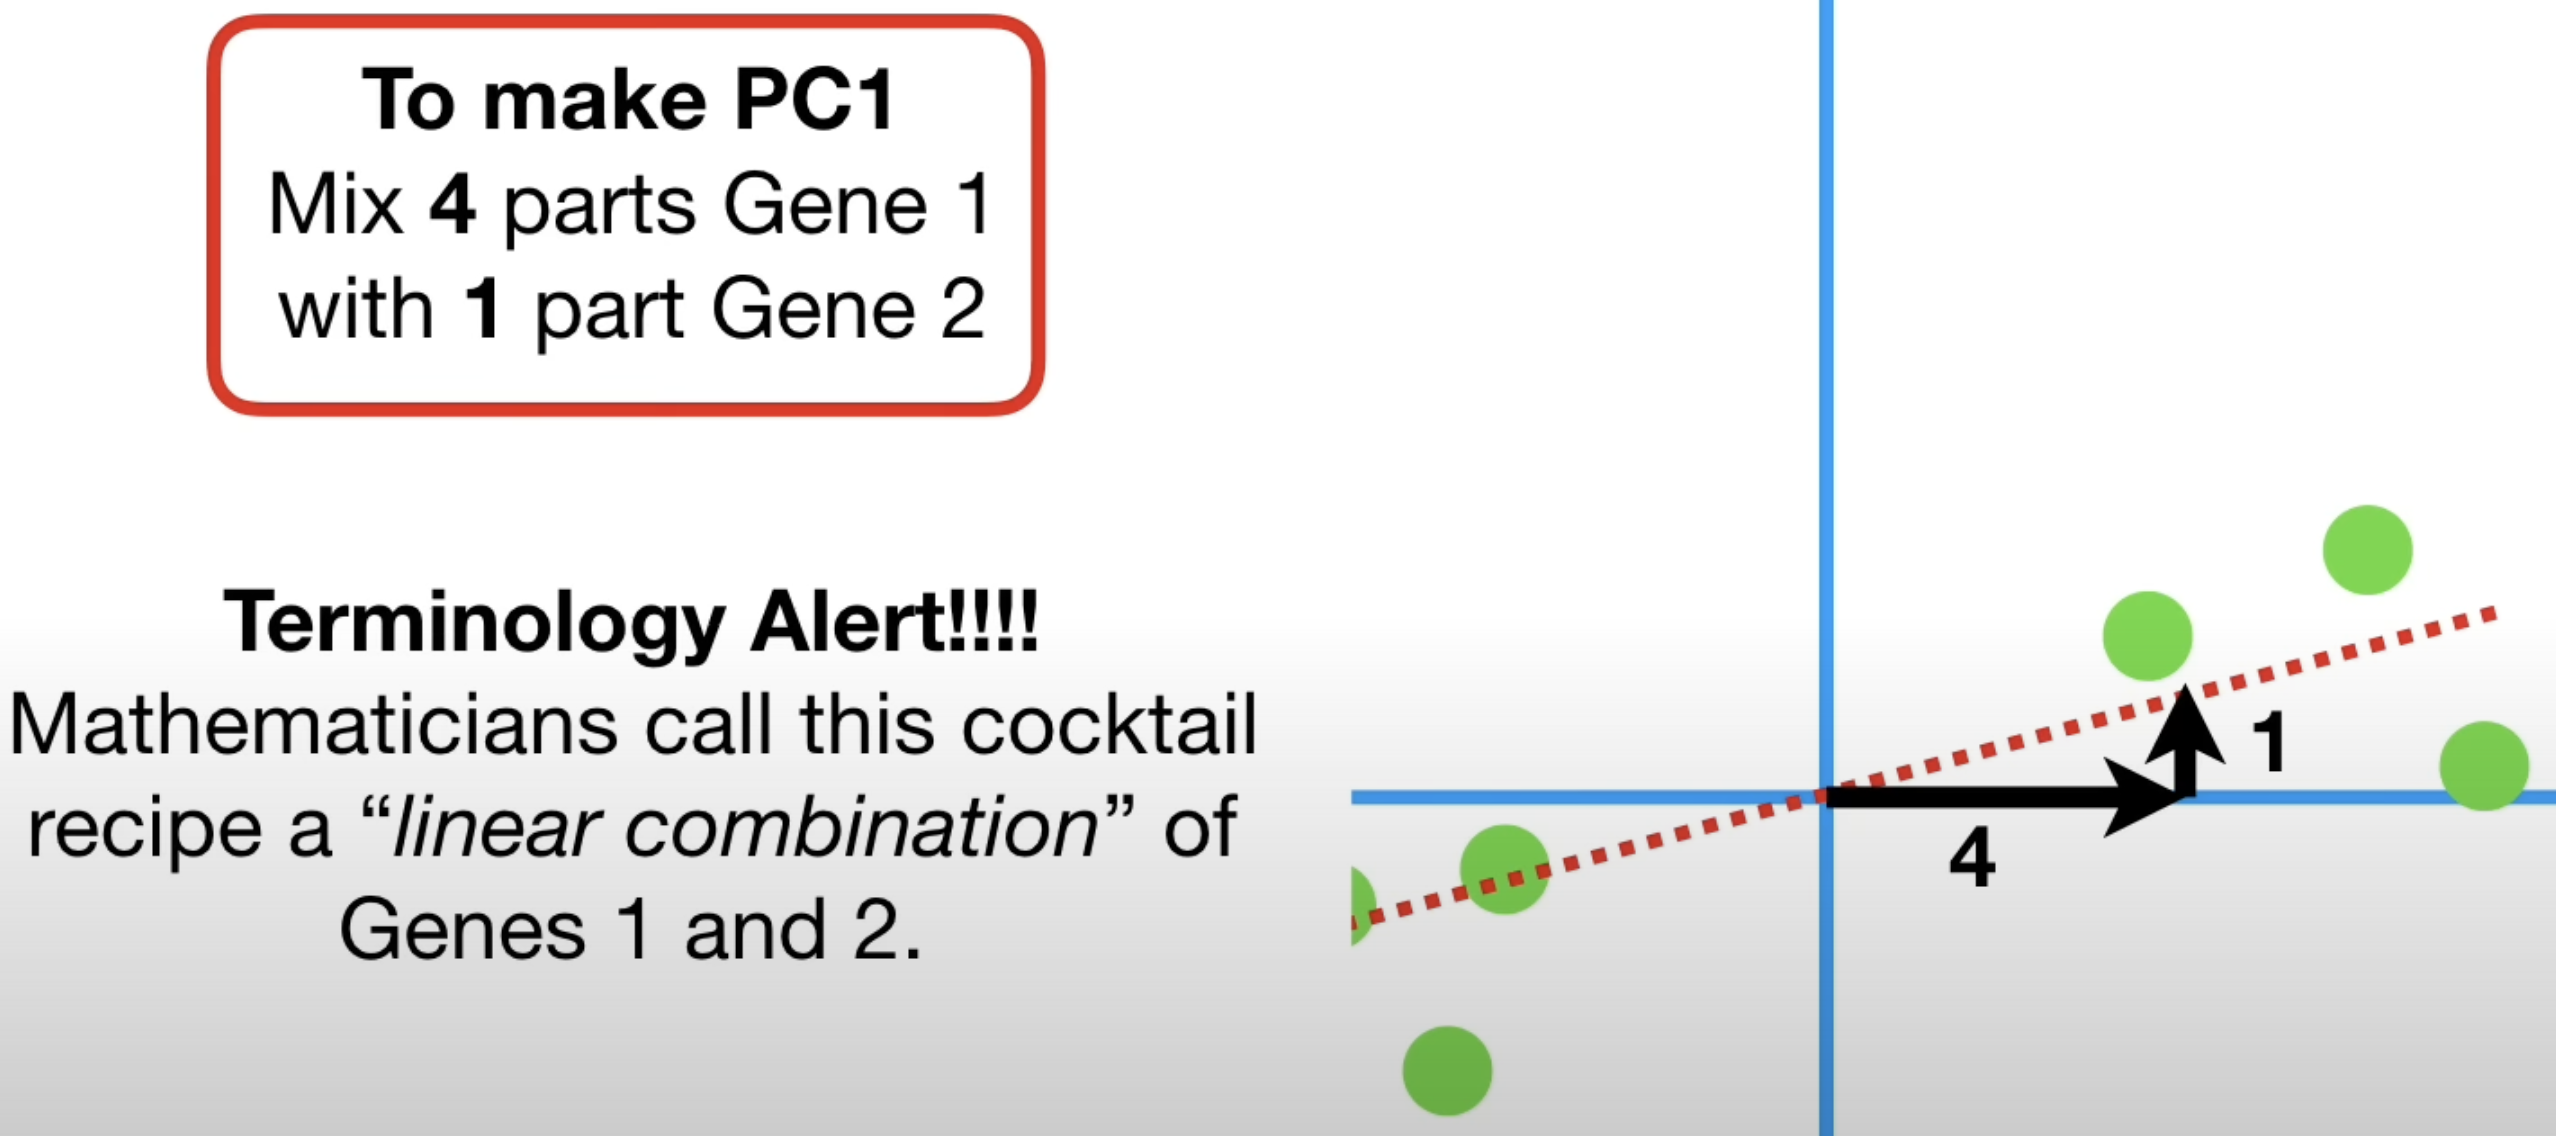 To make PC1
Mix 4 parts Gene 1
with 1 part Gene 2
Terminology Alert!!!!
Mathematicians call this cocktail
recipe a “linear combination” of
Genes 1 and 2.
1
4